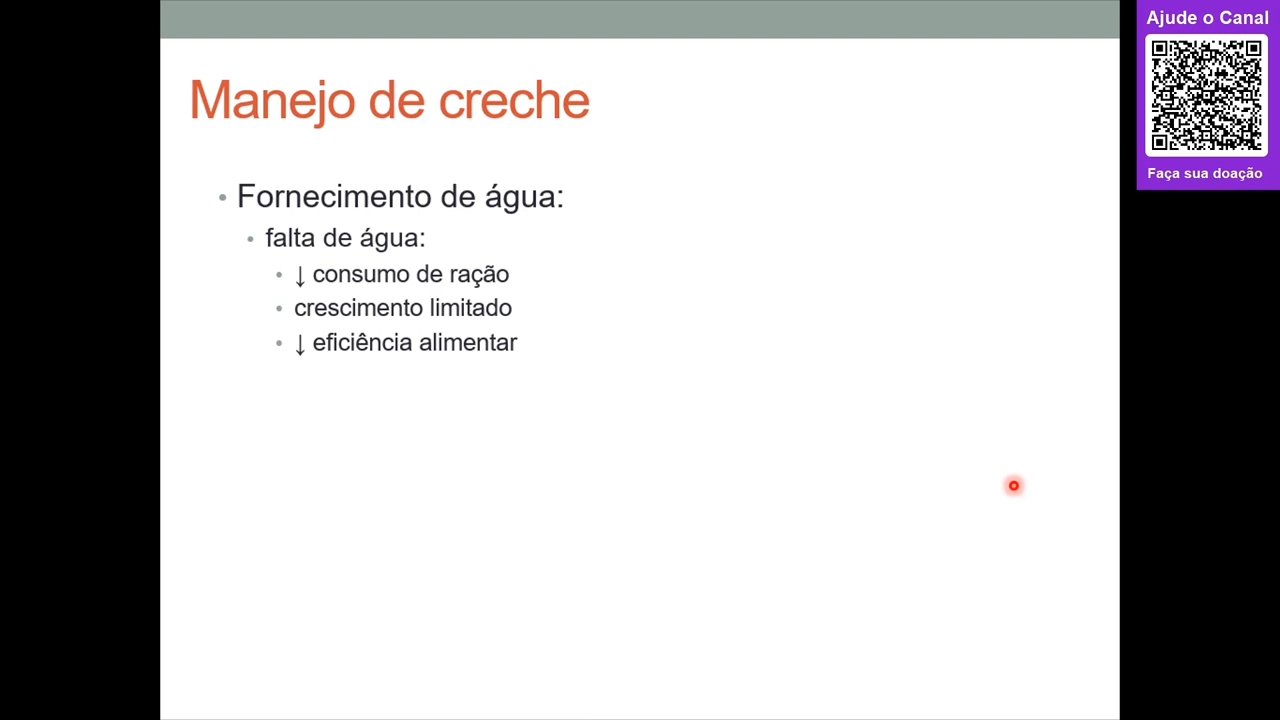 Manejo de creche
• Fornecimento de água:
• falta de água:
• ↓ consumo de ração
• crescimento limitado
• ↓ eficiência alimentar
Ajude o Canal
Faça sua doação